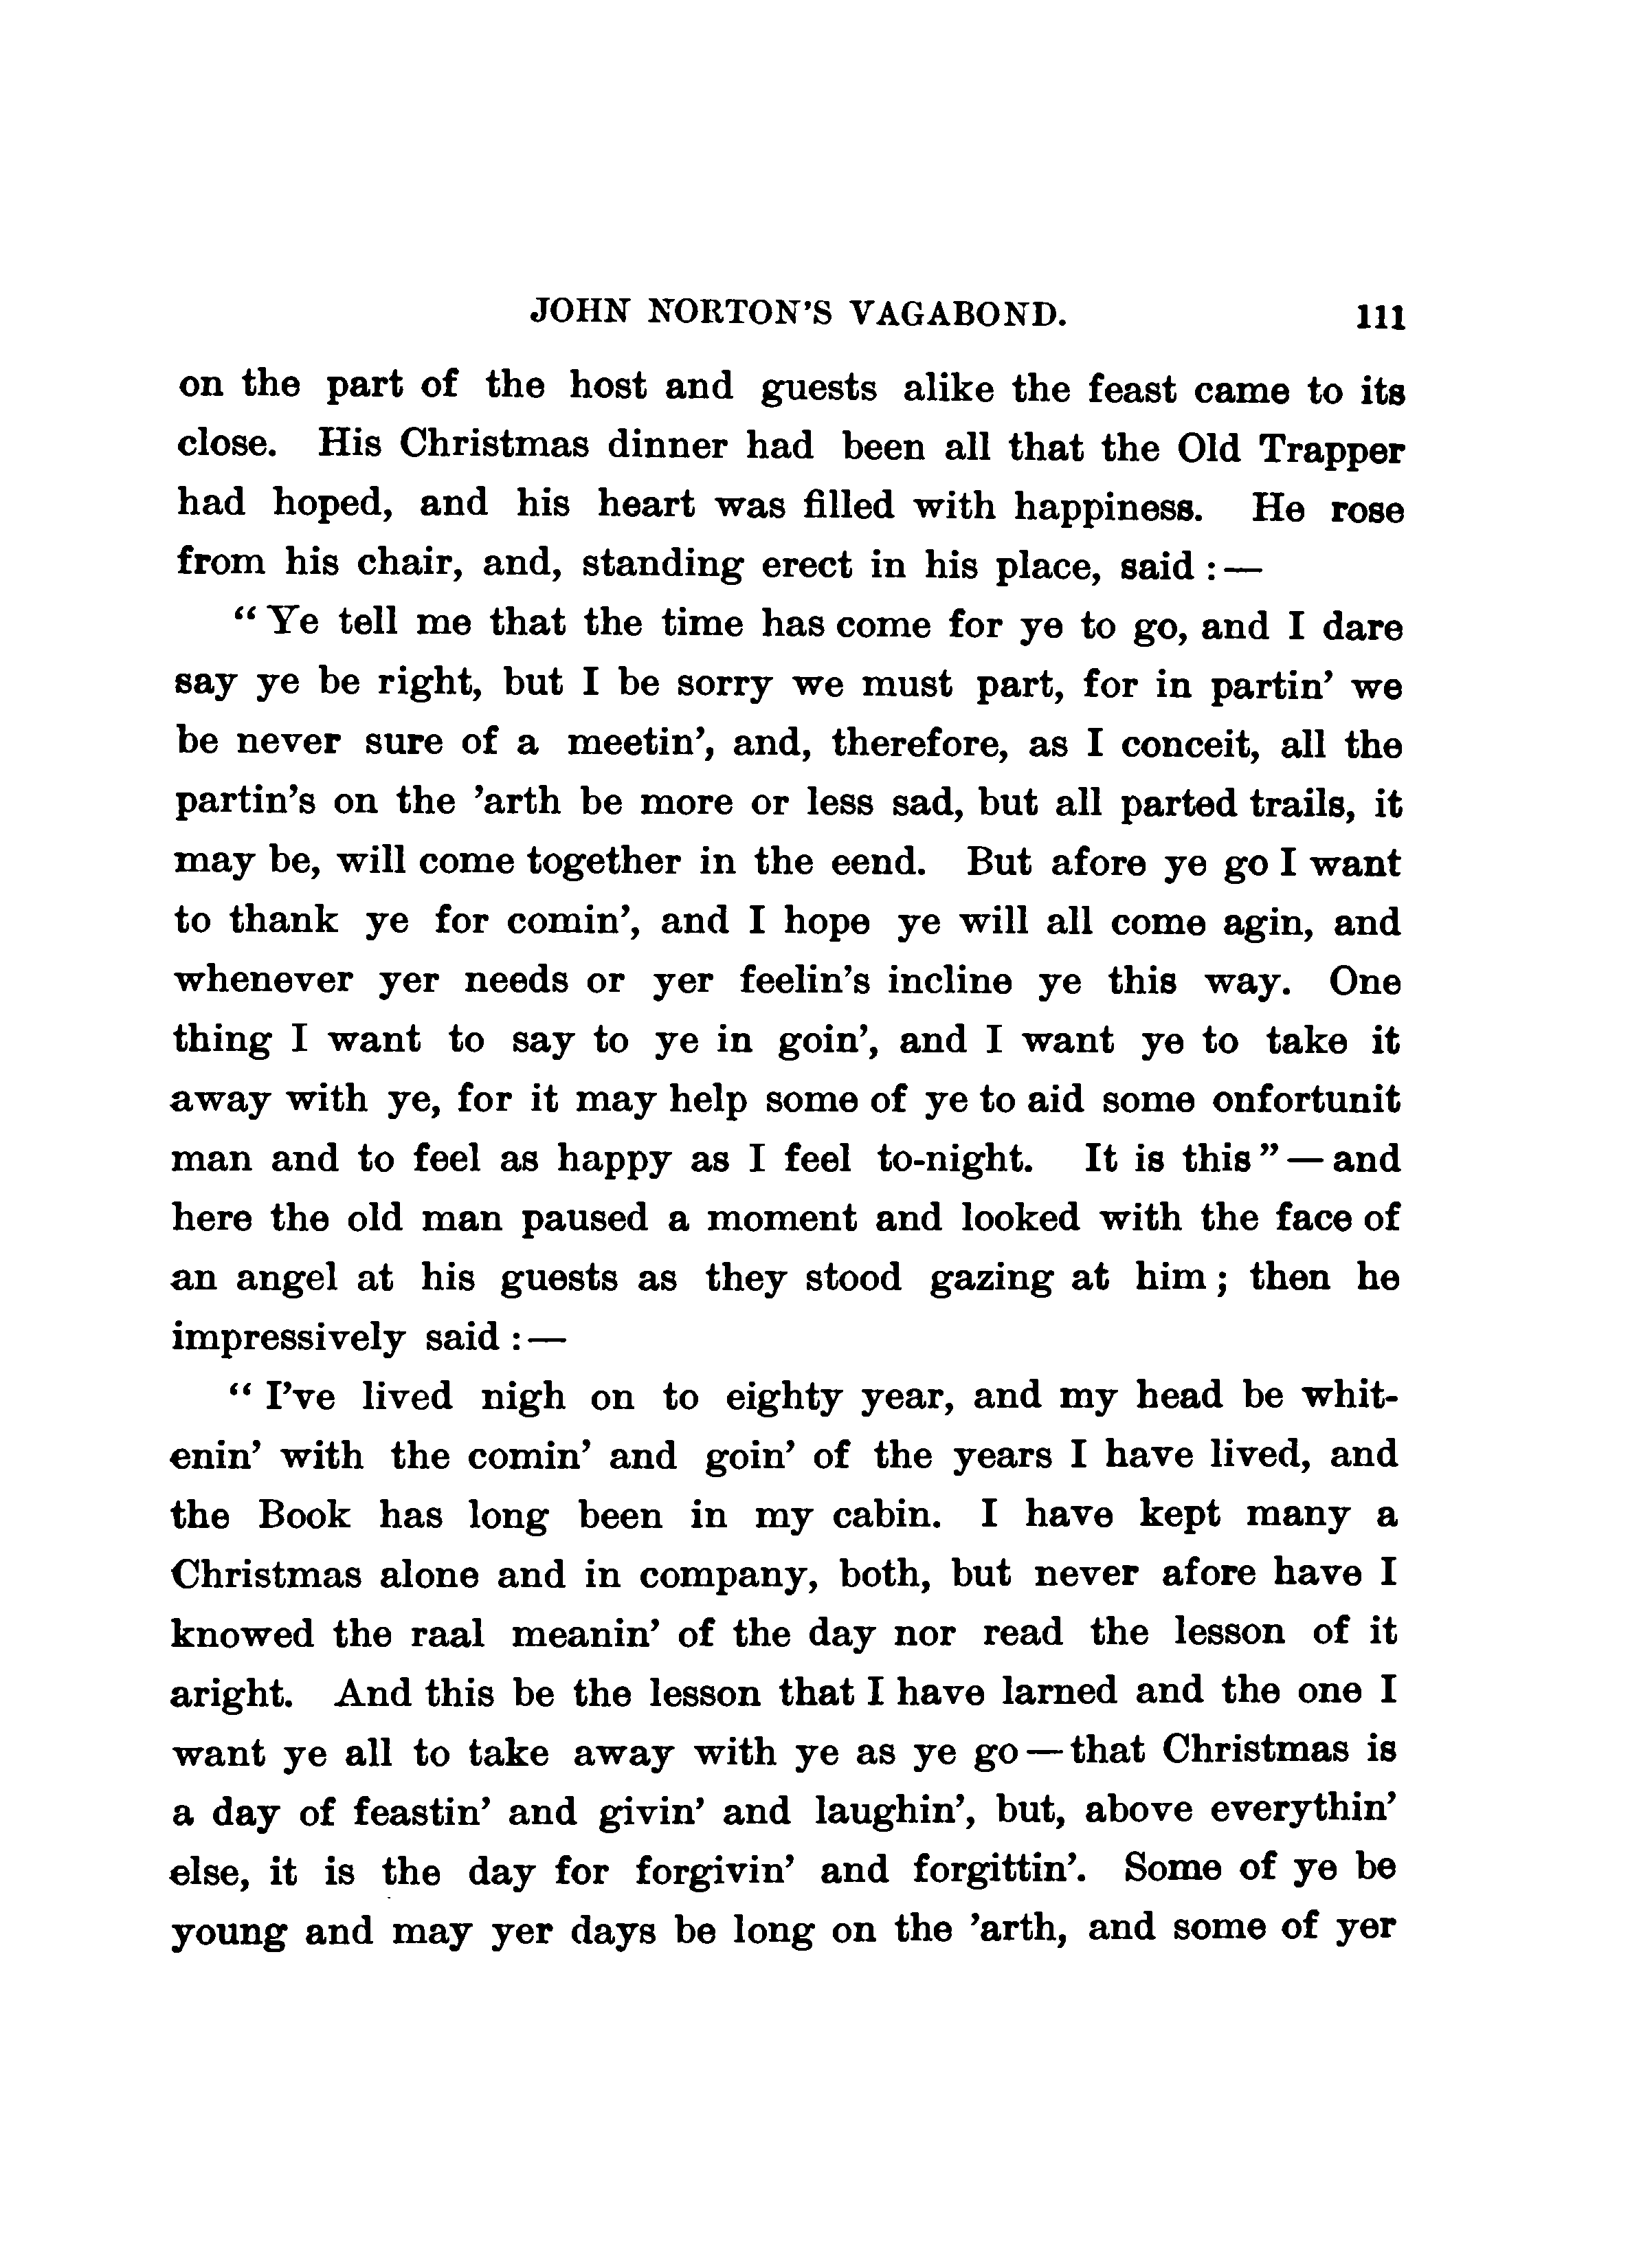 JOHN NORTON'S VAGABOND. 111
on the part of the host and guests alike the feast came to its
close. His Christmas dinner had been all that the Old Trapper
had hoped, and his heart was filled with happiness. He rose
from his chair, and, standing erect in his place, said : —
“ Ye tell me that the time has come for ye to go, and I dare
say ye be right, but I be sorry we must part, for in partin’ we
be never sure of a meetin’, and, therefore, as I conceit, all the
partin’s on the ’arth be more or less sad, but all parted trails, it
may be, will come together in the eend. But afore ye go I want
to thank ye for comin’, and I hope ye will all come agin, and
whenever yer needs or yer feelin’s incline ye this way. One
thing I want to say to ye in goin’, and I want ye to take it
away with ye, for it may help some of ye to aid some onfortunit
man and to feel as happy as I feel to-night. It is this ” — and
here the old man paused a moment and looked with the face of
an angel at his guests as they stood gazing at him ; then he
impressively said : —
“ I’ve lived nigh on to eighty year, and my head be whit-
enin’ with the comin’ and goin’ of the years I have lived, and
the Book has long been in my cabin. I have kept many a
Christmas alone and in company, both, but never afore have I
knowed the raal meanin’ of the day nor read the lesson of it
aright. And this be the lesson that I have larned and the one I
want ye all to take away with ye as ye go — that Christmas is
a day of feastin’ and givin’ and laughin’, but, above everythin’
else, it is the day for forgivin’ and forgittin’. Some of ye be
young and may yer days be long on the ’arth, and some of yer